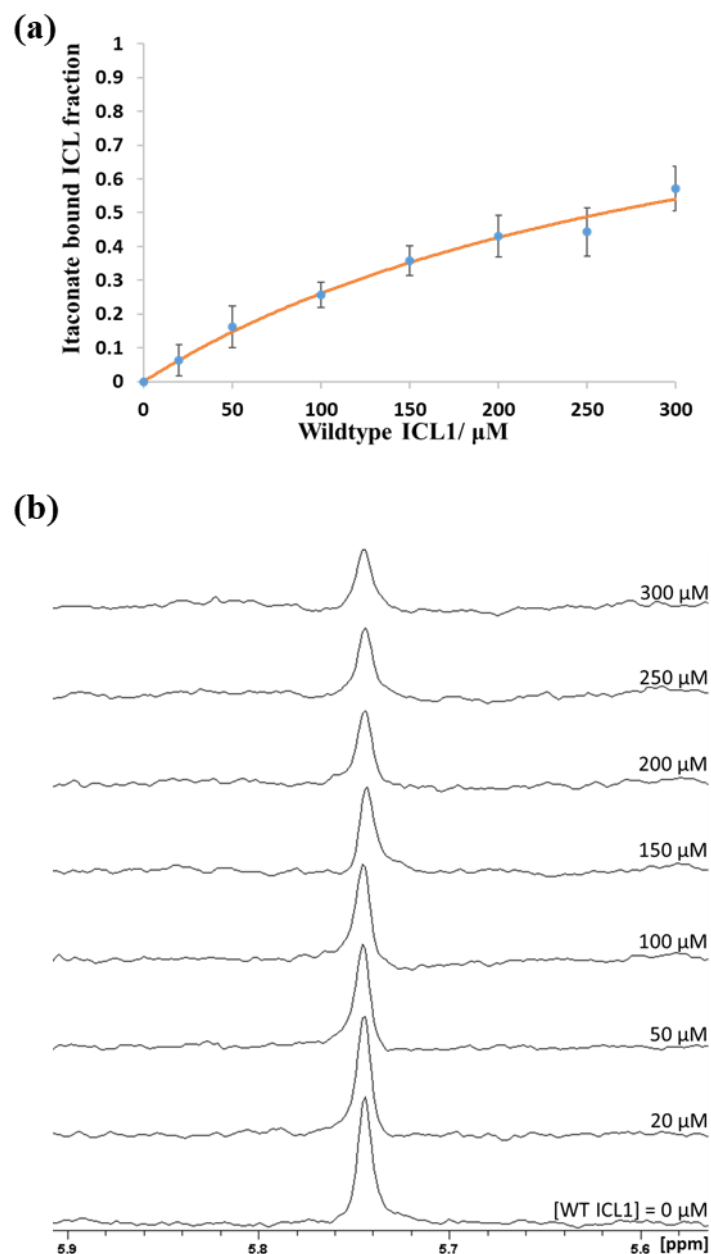 (a)
Itaconate bound ICL fraction
1
0.9
0.8
0.7
0.6
0.5
0.4
0.3
0.2
0.1
0
0 50 100 150 200 250 300
Wildtype ICL1/ μM
(b)
300 μM
250 μM
200 μM
150 μM
100 μM
50 μM
20 μM
[WT ICL1] = 0 μM
5.9 5.8 5.7 5.6 [ppm]